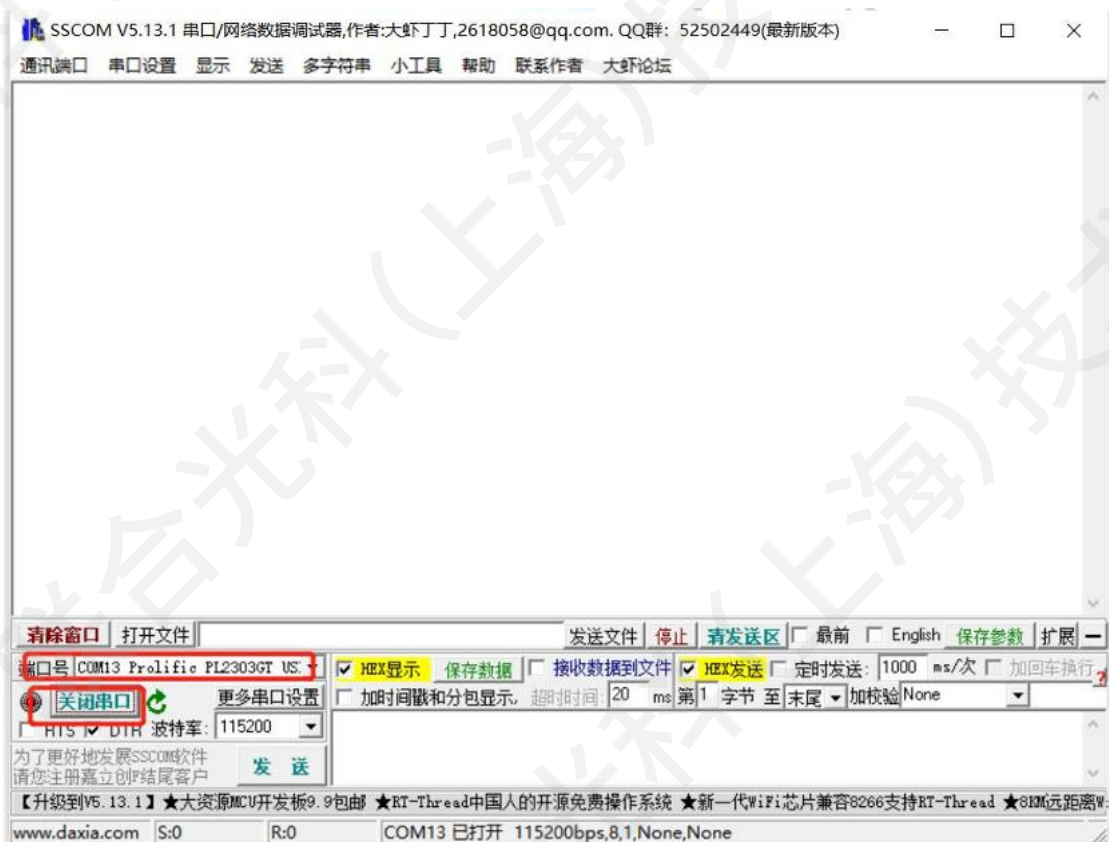 SSCOM V5.13.1 串口/网络数据调试器,作者:大虾丁丁,2618058@qq.com. QQ群: 52502449(最新版本)
通讯端口 串口设置 显示 发送 多字符串 小工具 帮助 联系作者 大虾论坛
清除窗口 打开文件 发送文件 停止 清发送区 最前 English 保存参数 扩展
端口号 COM13 Prolific PL2303GT US. HEX显示 保存数据 接收数据到文件 HEX发送 定时发送: 1000 ms/次 加回车换行
关闭串口 更多串口设置 加时间戳和分包显示, 超时时间: 20 ms 第 1 字节 至 末尾 加校验 None
RTS DTR 波特率: 115200
为了更好地发展SSCOM软件
请您注册嘉立创F结尾客户
发 送
【升级到V5.13.1】★大资源MCU开发板9.9包邮 ★RT-Thread中国人的开源免费操作系统 ★新一代WiFi芯片兼容8266支持RT-Thread ★8KM远距离W
www.daxia.com S:0 R:0 COM13 已打开 115200bps,8,1,None,None